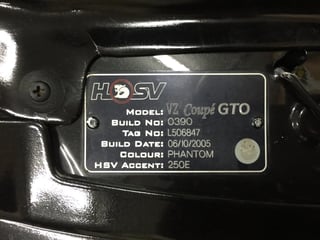 HSV
MODEL: VZ Coupé GTO
BUILD NO: 0390
TAG NO: L506847
BUILD DATE: 06/10/2005
COLOUR: PHANTOM
HSV ACCENT: 250E